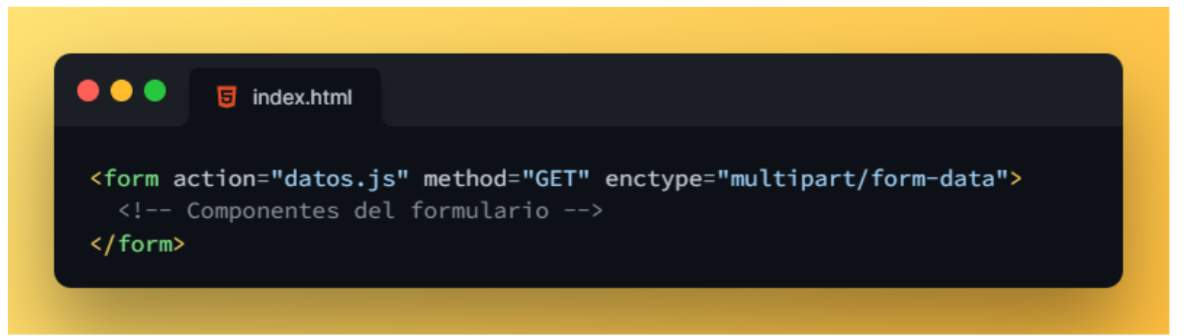 index.html
<form action="datos.js" method="GET" enctype="multipart/form-data">
<!-- Componentes del formulario -->
</form>